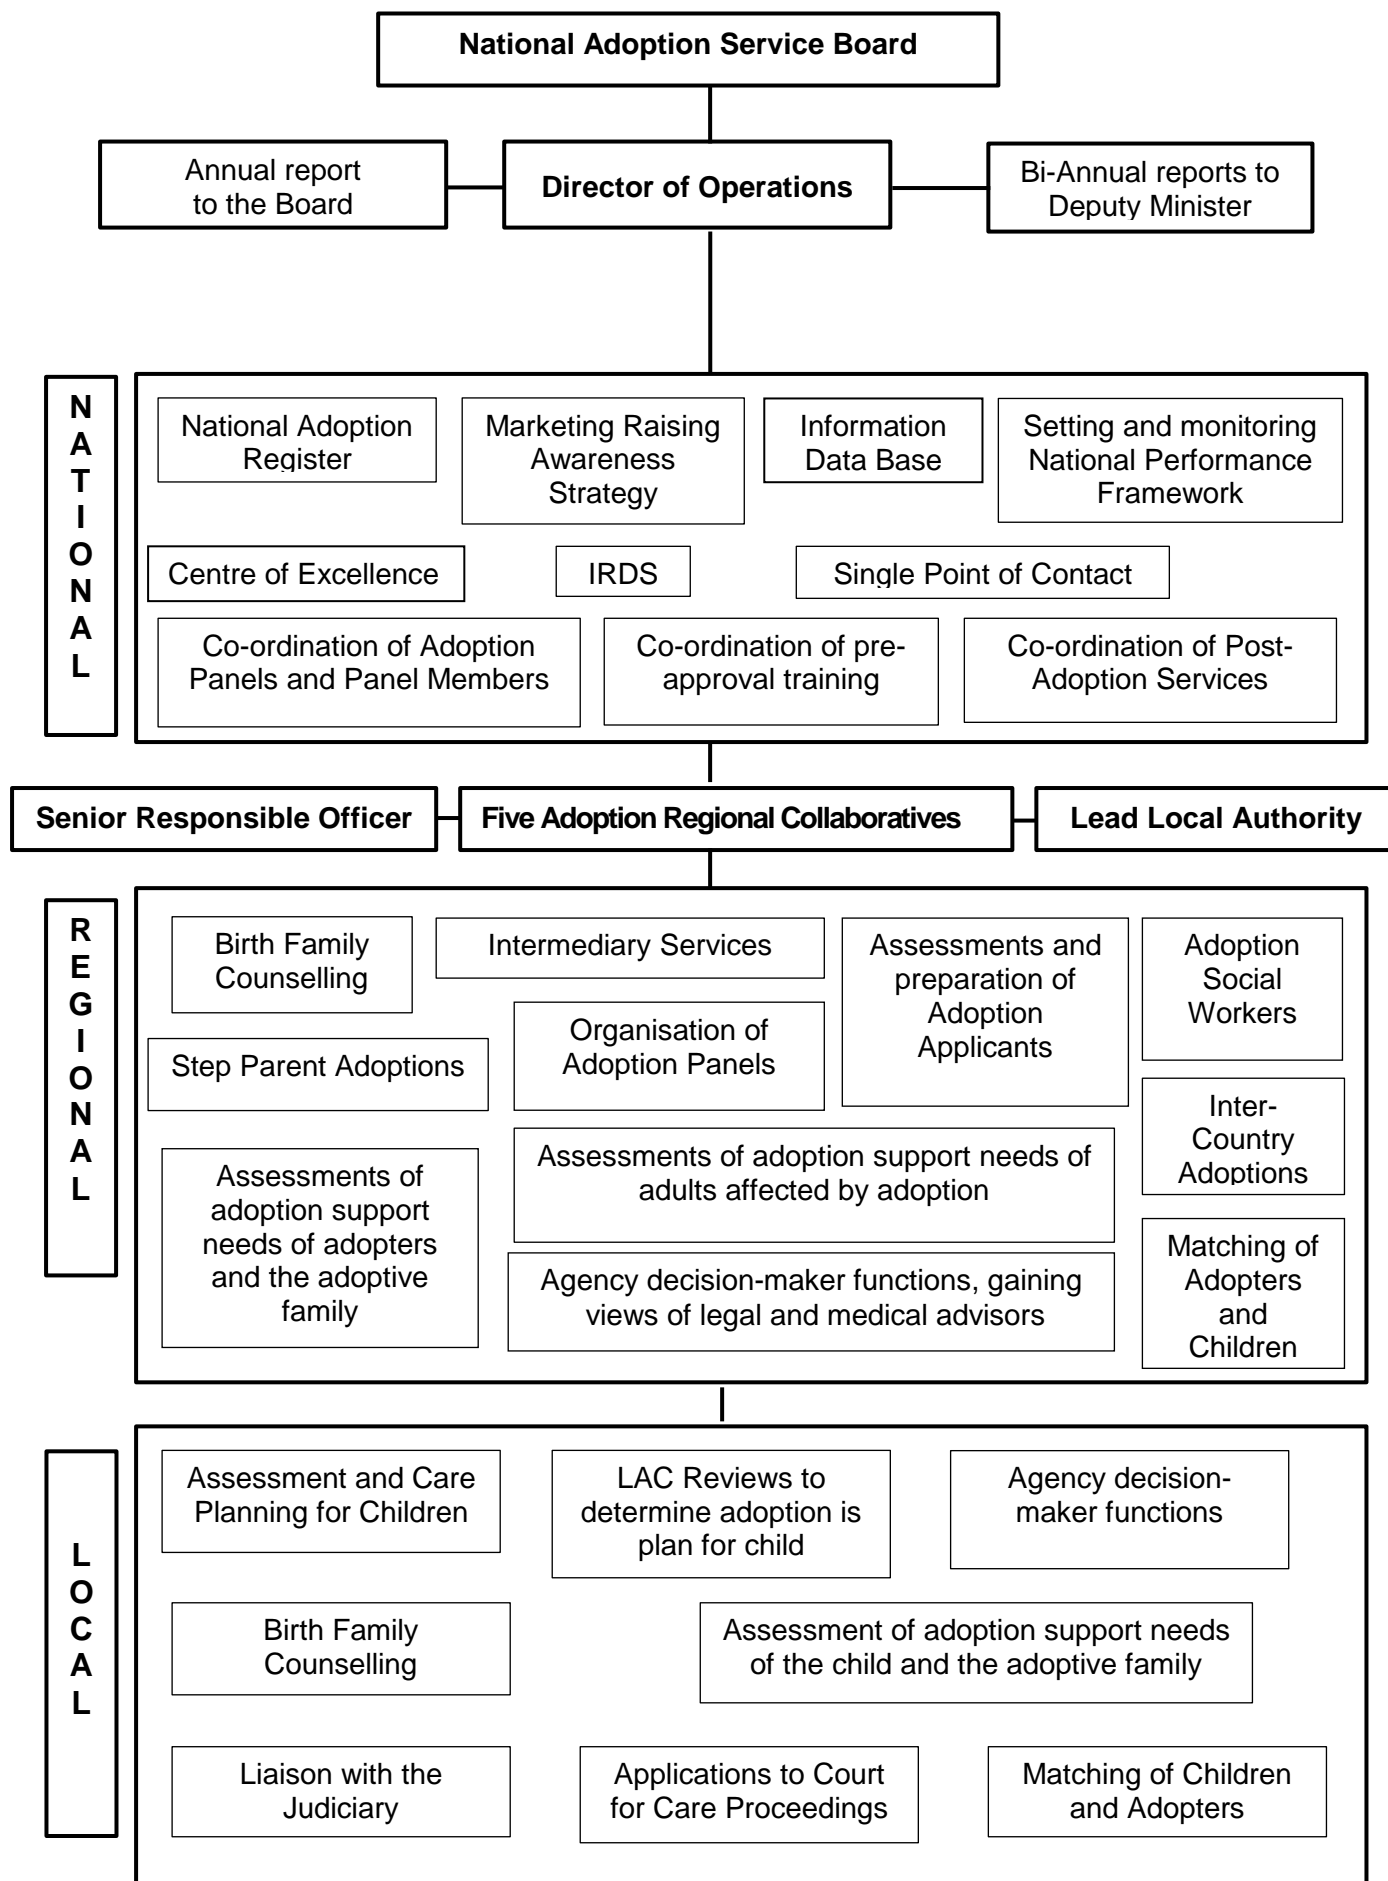 National Adoption Service Board
Annual report
to the Board
Director of Operations
Bi-Annual reports to
Deputy Minister
N
A
T
I
O
N
A
L
National Adoption
Register
Marketing Raising
Awareness
Strategy
Information
Data Base
Setting and monitoring
National Performance
Framework
Centre of Excellence
IRDS
Single Point of Contact
Co-ordination of Adoption
Panels and Panel Members
Co-ordination of pre-
approval training
Co-ordination of Post-
Adoption Services
Senior Responsible Officer
Five Adoption Regional Collaboratives
Lead Local Authority
R
E
G
I
O
N
A
L
Birth Family
Counselling
Intermediary Services
Assessments and
preparation of
Adoption
Applicants
Adoption
Social
Workers
Step Parent Adoptions
Organisation of
Adoption Panels
Inter-
Country
Adoptions
Assessments of
adoption support
needs of adopters
and the adoptive
family
Assessments of adoption support needs of
adults affected by adoption
Agency decision-maker functions, gaining
views of legal and medical advisors
Matching of
Adopters
and
Children
L
O
C
A
L
Assessment and Care
Planning for Children
LAC Reviews to
determine adoption is
plan for child
Agency decision-
maker functions
Birth Family
Counselling
Assessment of adoption support needs
of the child and the adoptive family
Liaison with the
Judiciary
Applications to Court
for Care Proceedings
Matching of Children
and Adopters